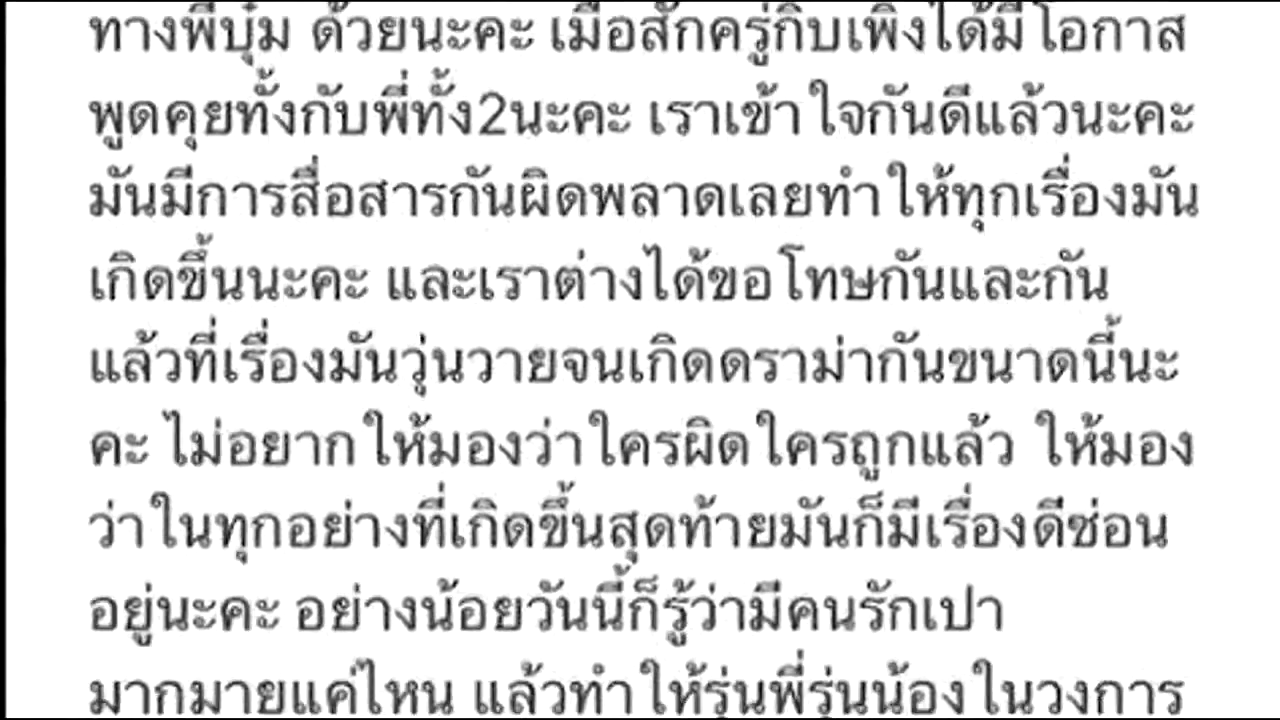 ทางพี่บุ๋ม ด้วยนะคะ เมื่อสักครู่กิ๊บเพิ่งได้มีโอกาส
พูดคุยทั้งกับพี่ทั้ง2นะคะ เราเข้าใจกันดีแล้วนะคะ
มันมีการสื่อสารกันผิดพลาดเลยทำให้ทุกเรื่องมัน
เกิดขึ้นนะคะ และเราต่างได้ขอโทษกันและกัน
แล้วที่เรื่องมันวุ่นวายจนเกิดดราม่ากันขนาดนี้นะ
คะ ไม่อยากให้มองว่าใครผิดใครถูกแล้ว ให้มอง
ว่าในทุกอย่างที่เกิดขึ้นสุดท้ายมันก็มีเรื่องดีซ่อน
อยู่นะคะ อย่างน้อยวันนี้ก็รู้ว่ามีคนรักเปา
มากมายแค่ไหน แล้วทำให้รุ่นพี่รุ่นน้องในวงการ